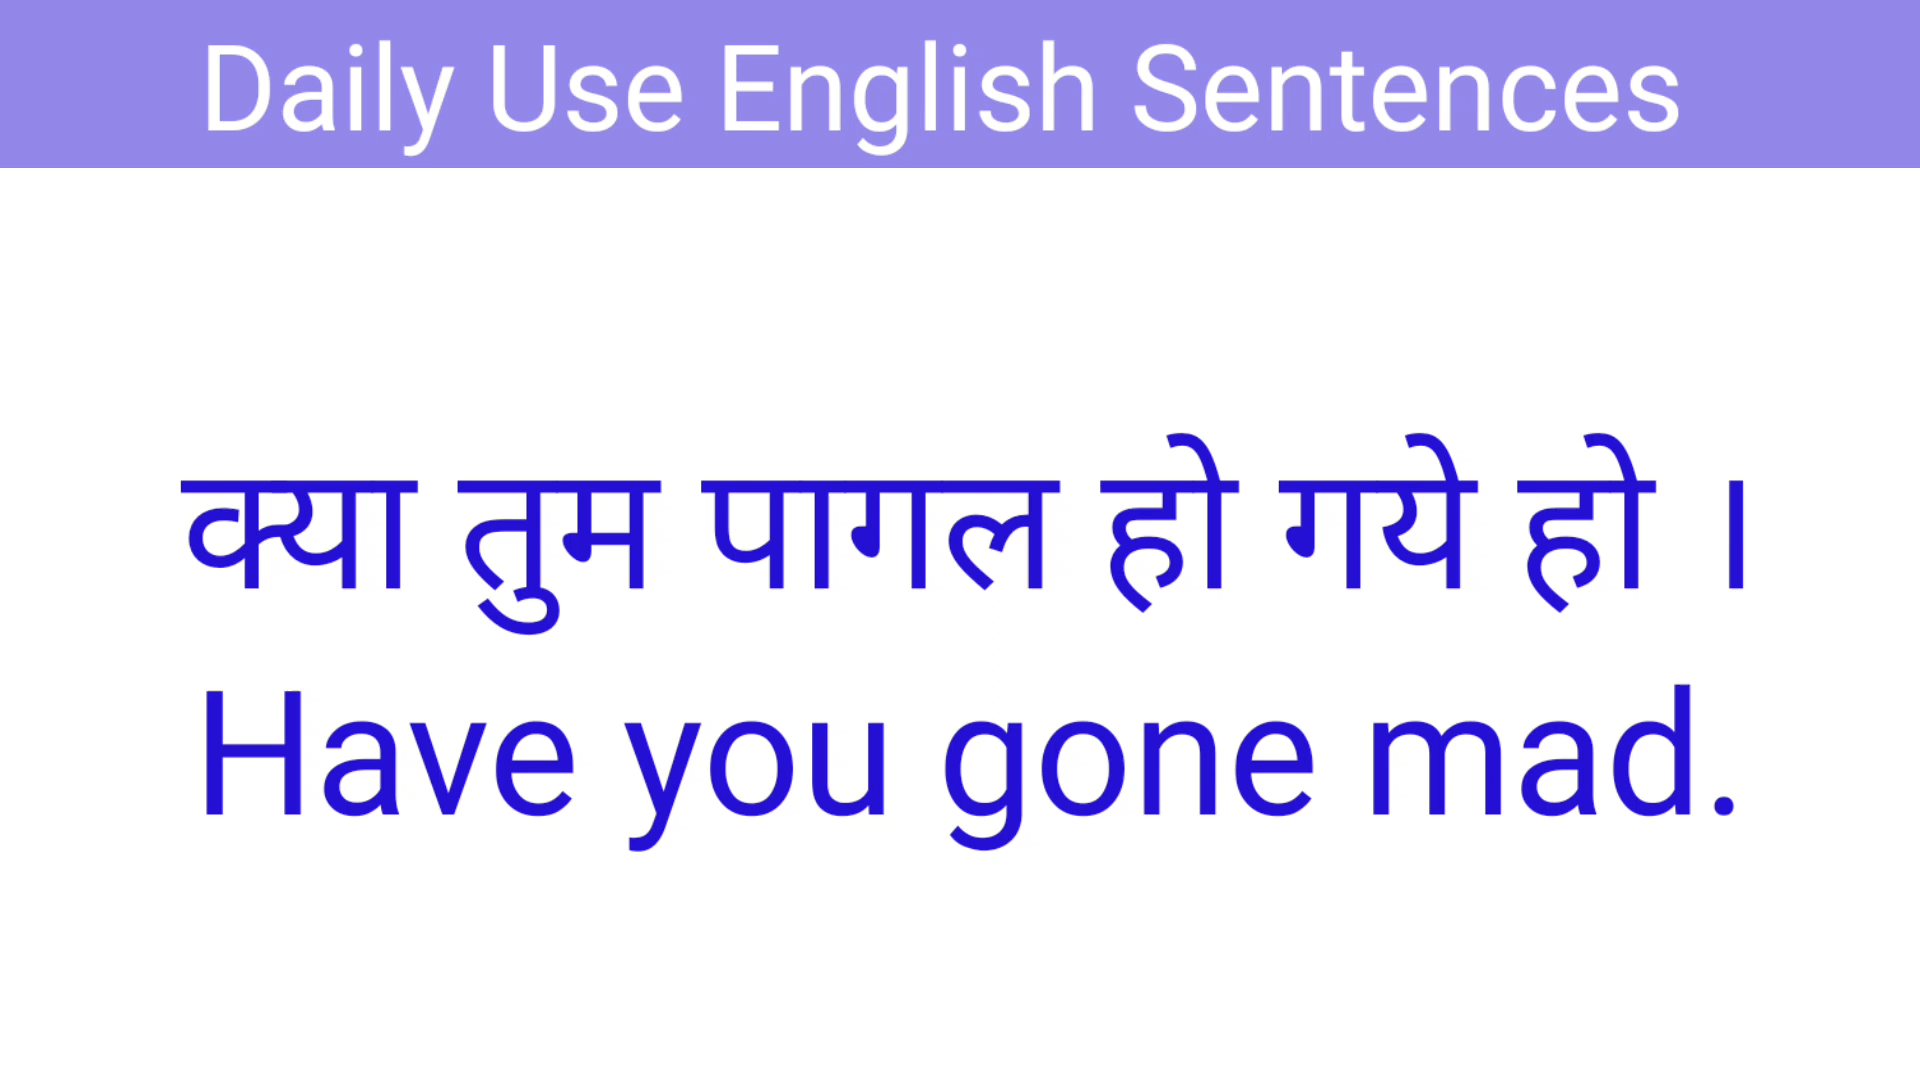 Daily Use English Sentences
क्या तुम पागल हो गये हो ।
Have you gone mad.